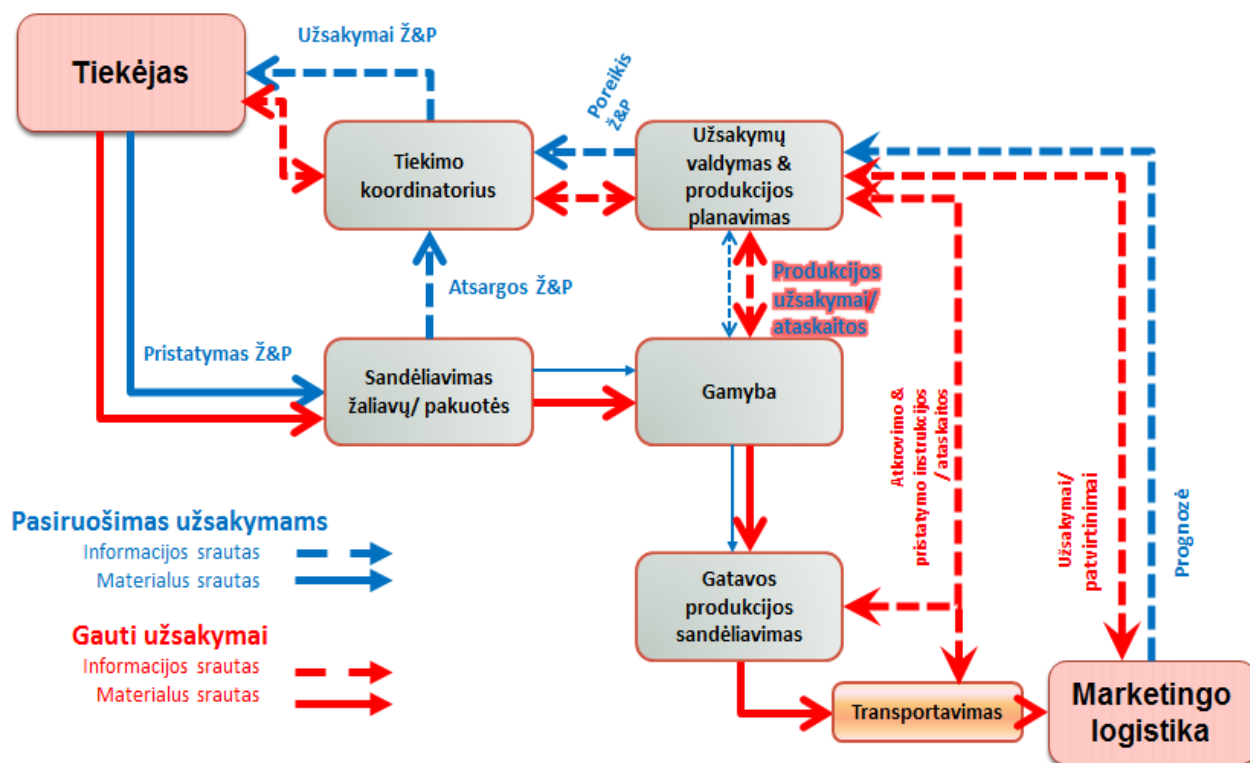 Užsakymai Ž&P
Tiekėjas
Poreikis
Ž&P
Tiekimo
koordinatorius
Užsakymų
valdymas &
produkcijos
planavimas
Atsargos Ž&P
Produkcijos
užsakymai/
ataskaitos
Pristatymas Ž&P
Sandėliavimas
žaliavų/ pakuotės
Gamyba
Atkrovimo &
pristatymo instrukcijos
/ ataskaitos
Užsakymai/
patvirtinimai
Prognozė
Pasiruošimas užsakymams
Informacijos srautas
Materialus srautas
Gatavos
produkcijos
sandėliavimas
Gauti užsakymai
Informacijos srautas
Materialus srautas
Transportavimas
Marketingo
logistika